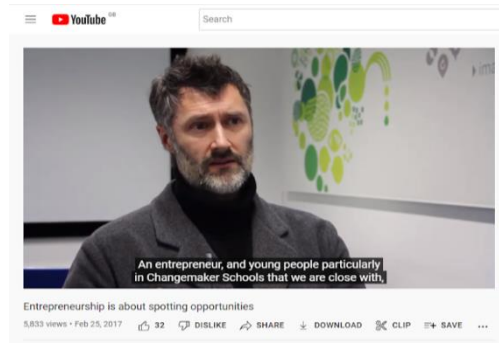 YouTube GB
Search
An entrepreneur, and young people particularly
in Changemaker Schools that we are close with,
Entrepreneurship is about spotting opportunities
5,833 views • Feb 25, 2017 32 DISLIKE SHARE DOWNLOAD CLIP SAVE ...